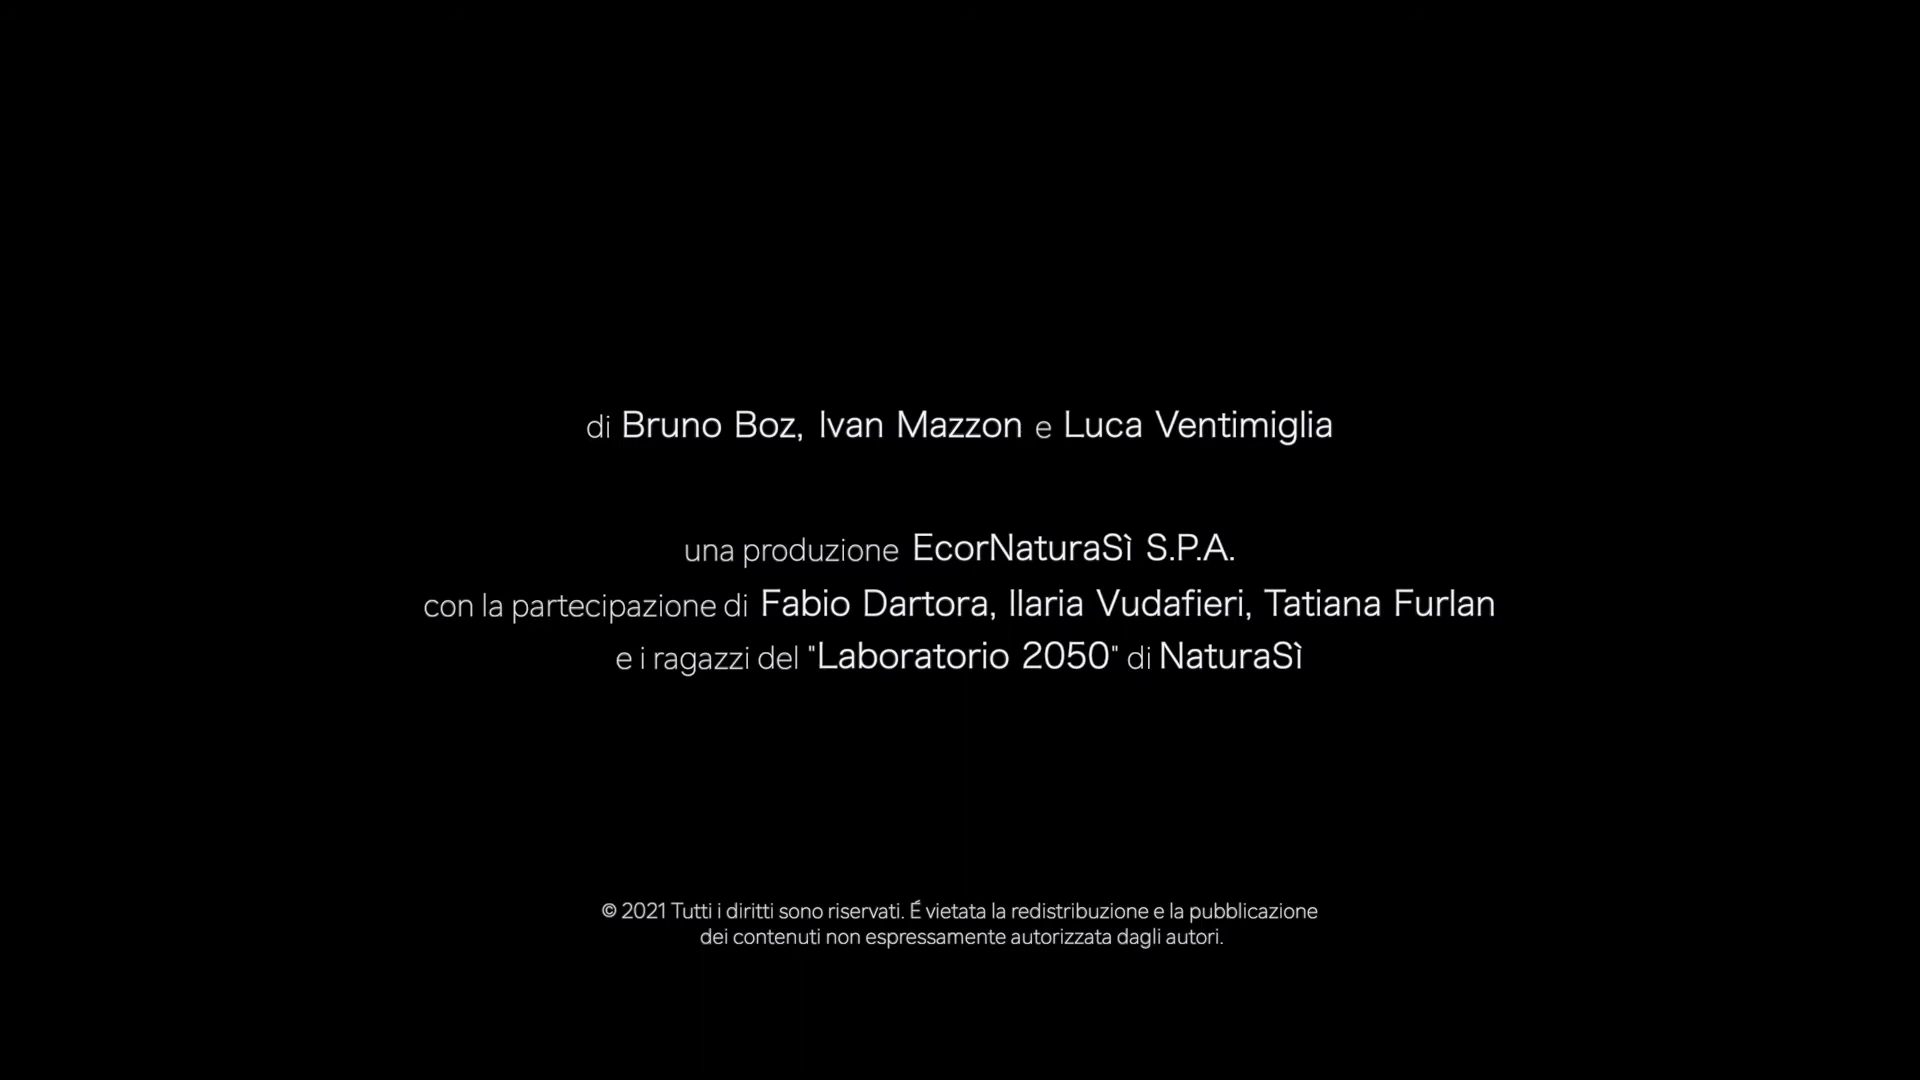 di Bruno Boz, Ivan Mazzon e Luca Ventimiglia
una produzione EcorNaturaSì S.P.A.
con la partecipazione di Fabio Dartora, Ilaria Vudafieri, Tatiana Furlan
e i ragazzi del "Laboratorio 2050" di NaturaSì
© 2021 Tutti i diritti sono riservati. É vietata la redistribuzione e la pubblicazione
dei contenuti non espressamente autorizzata dagli autori.